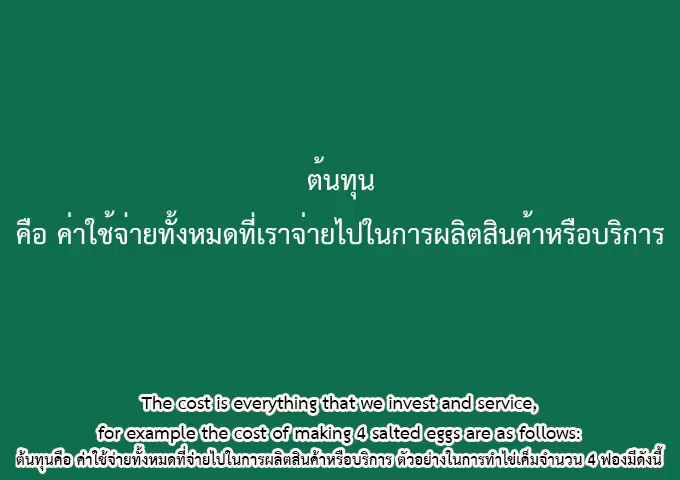 ต้นทุน
คือ ค่าใช้จ่ายทั้งหมดที่เราจ่ายไปในการผลิตสินค้าหรือบริการ
The cost is everything that we invest and service,
for example the cost of making 4 salted eggs are as follows:
ต้นทุนคือ ค่าใช้จ่ายทั้งหมดที่จ่ายไปในการผลิตสินค้าหรือบริการ ตัวอย่างในการทำไข่เค็มจำนวน 4 ฟองมีดังนี้